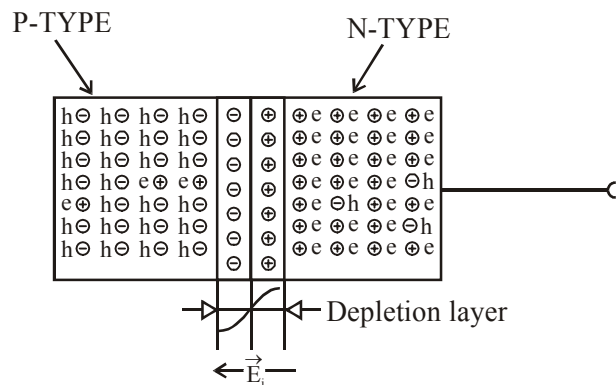 P-TYPE
N-TYPE
h⊖ h⊖ h⊖ h⊖ ⊖ ⊕ ⊕e ⊕e ⊕e ⊕e
h⊖ h⊖ h⊖ h⊖ ⊖ ⊕ ⊕e ⊕e ⊕e ⊕e
h⊖ h⊖ h⊖ h⊖ ⊖ ⊕ ⊕e ⊕e ⊕e ⊕e
h⊖ h⊖ e⊕ e⊕ ⊖ ⊕ ⊕e ⊕e ⊕e ⊖h
e⊕ h⊖ h⊖ h⊖ ⊖ ⊕ ⊕e ⊖h ⊕e ⊕e
h⊖ h⊖ h⊖ h⊖ ⊖ ⊕ ⊕e ⊕e ⊕e ⊖h
h⊖ h⊖ h⊖ h⊖ ⊖ ⊕ ⊕e ⊕e ⊕e ⊕e
Depletion layer
E⃗ᵢ